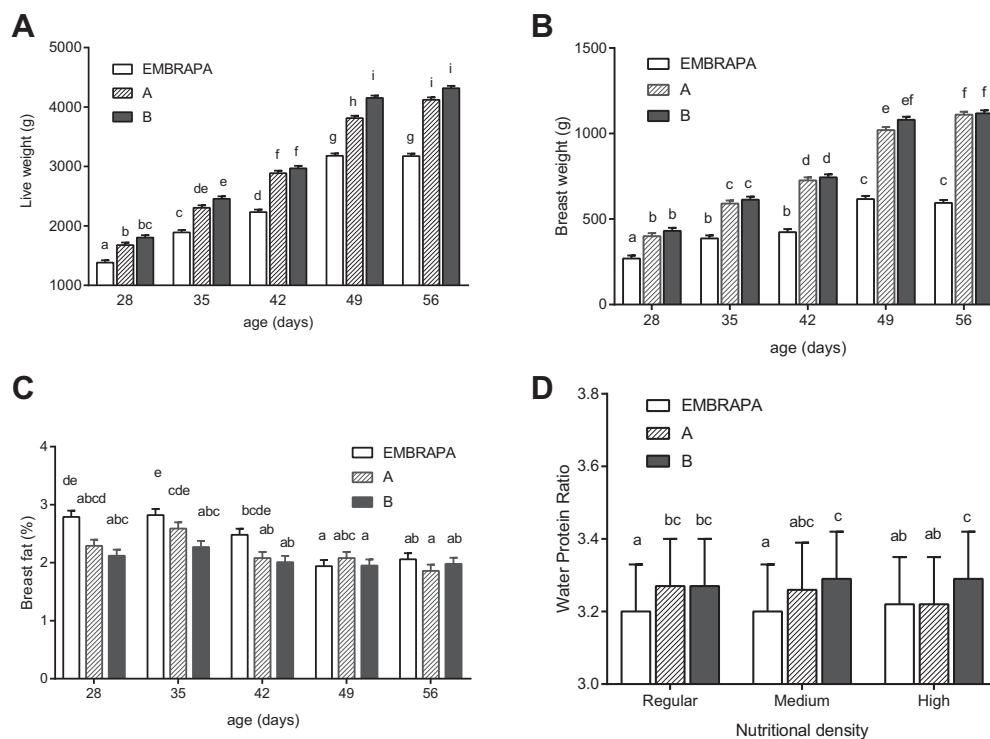 A
Live weight (g)
5000
4000
3000
2000
1000
EMBRAPA
A
B
a b bc c de e d f f g h i g i i
28 35 42 49 56
age (days)
B
Breast weight (g)
1500
1000
500
0
EMBRAPA
A
B
a b b b c c b d d c e ef c f f
28 35 42 49 56
age (days)
C
Breast fat (%)
4
3
2
1
0
EMBRAPA
A
B
de abcd abc e cde abc bcde ab ab a abc a ab a ab
28 35 42 49 56
age (days)
D
Water Protein Ratio
3.8
3.6
3.4
3.2
3.0
EMBRAPA
A
B
a bc bc a abc c ab ab c
Regular Medium High
Nutritional density